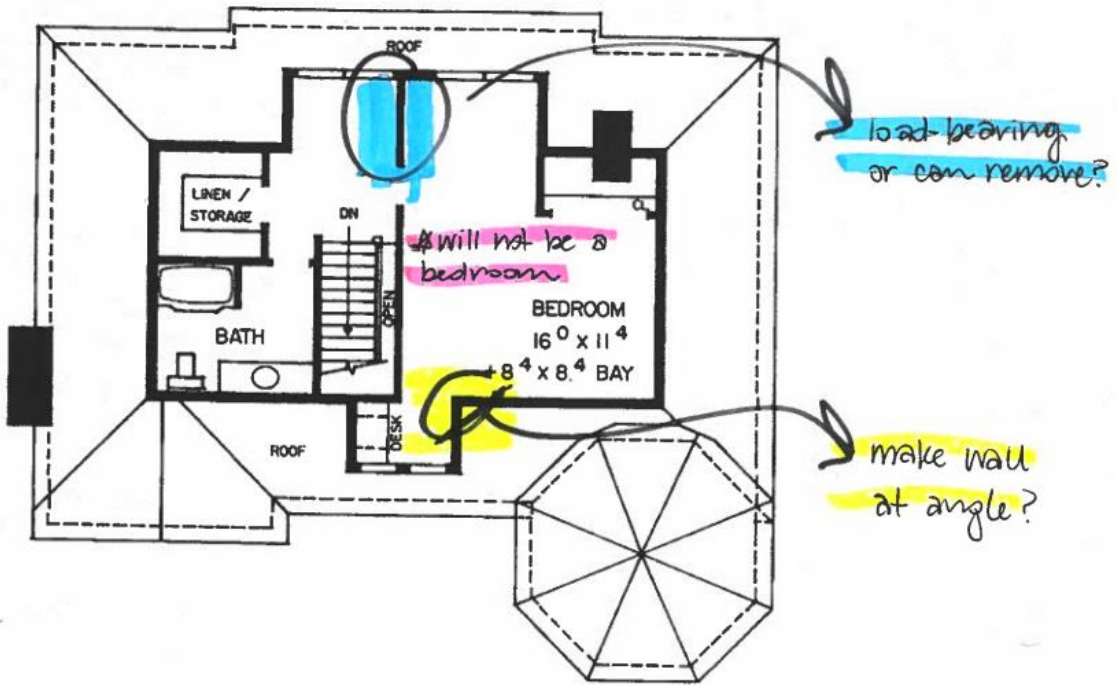 ROOF
load-bearing
or can remove?
LINEN /
STORAGE
DN
CL
* will not be a
bedroom
OPEN
BEDROOM
16⁰ x 11⁴
+8⁴ x 8.⁴ BAY
BATH
DESK
ROOF
make wall
at angle?